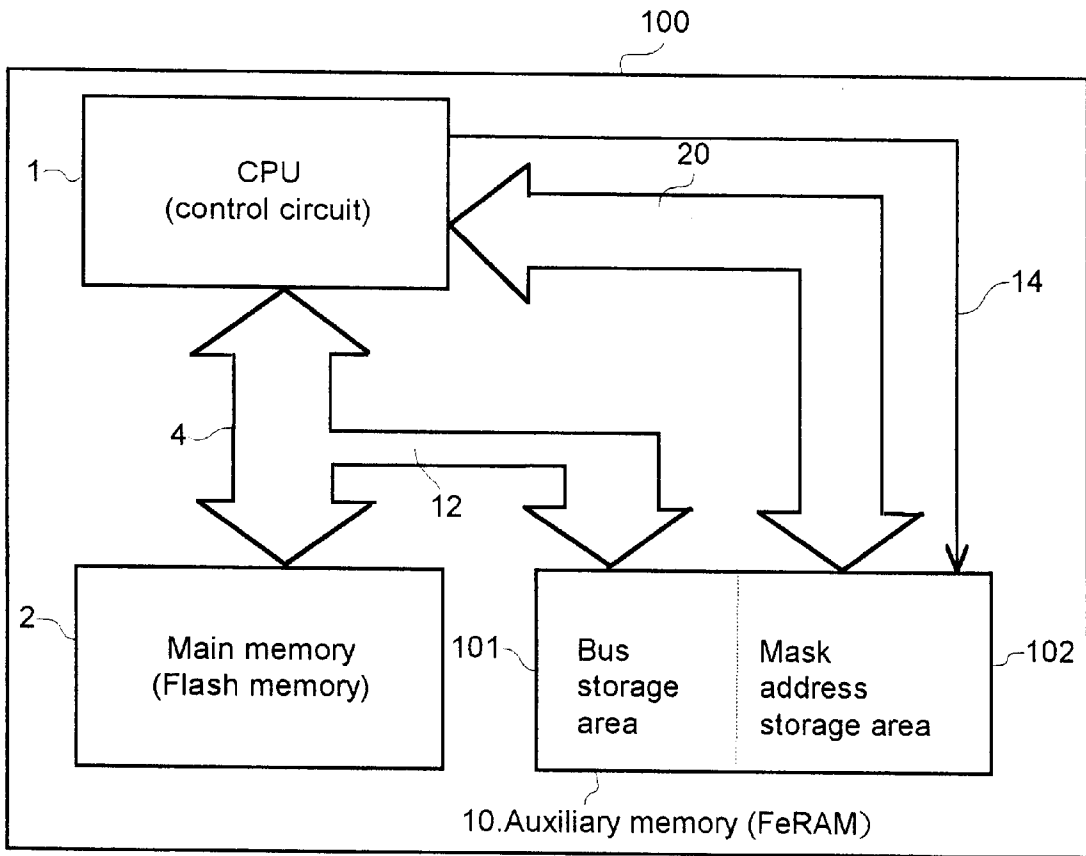 100
1
CPU
(control circuit)
20
14
4
12
2
Main memory
(Flash memory)
101
Bus
storage
area
Mask
address
storage area
102
10.Auxiliary memory (FeRAM)